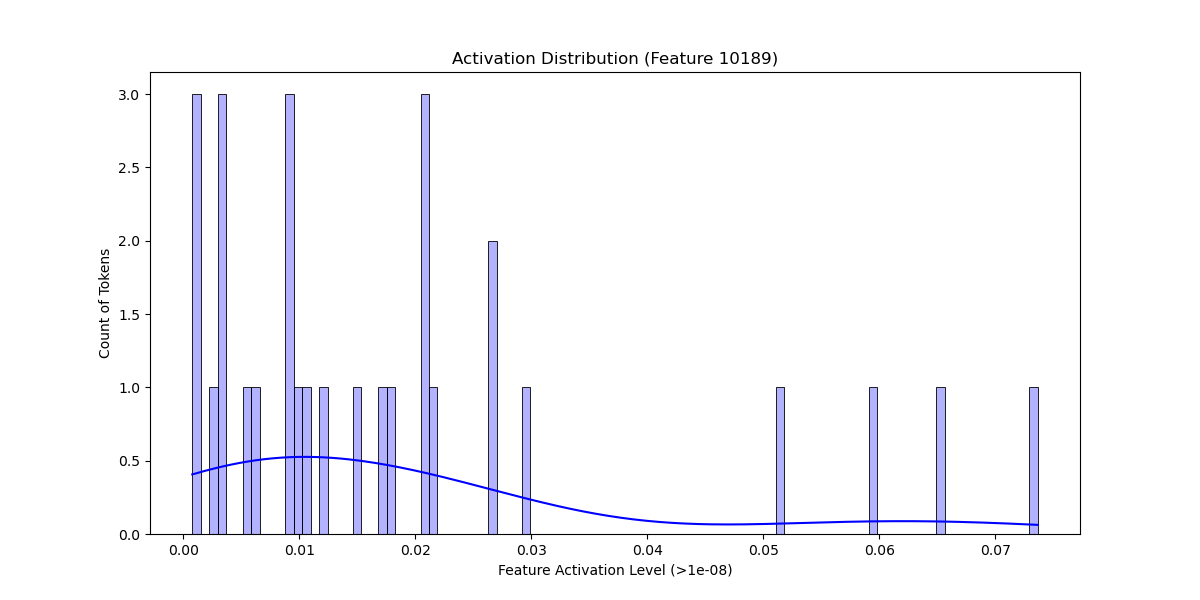 Activation Distribution (Feature 10189)
3.0
2.5
2.0
1.5
1.0
0.5
0.0
Count of Tokens
0.00 0.01 0.02 0.03 0.04 0.05 0.06 0.07
Feature Activation Level (>1e-08)